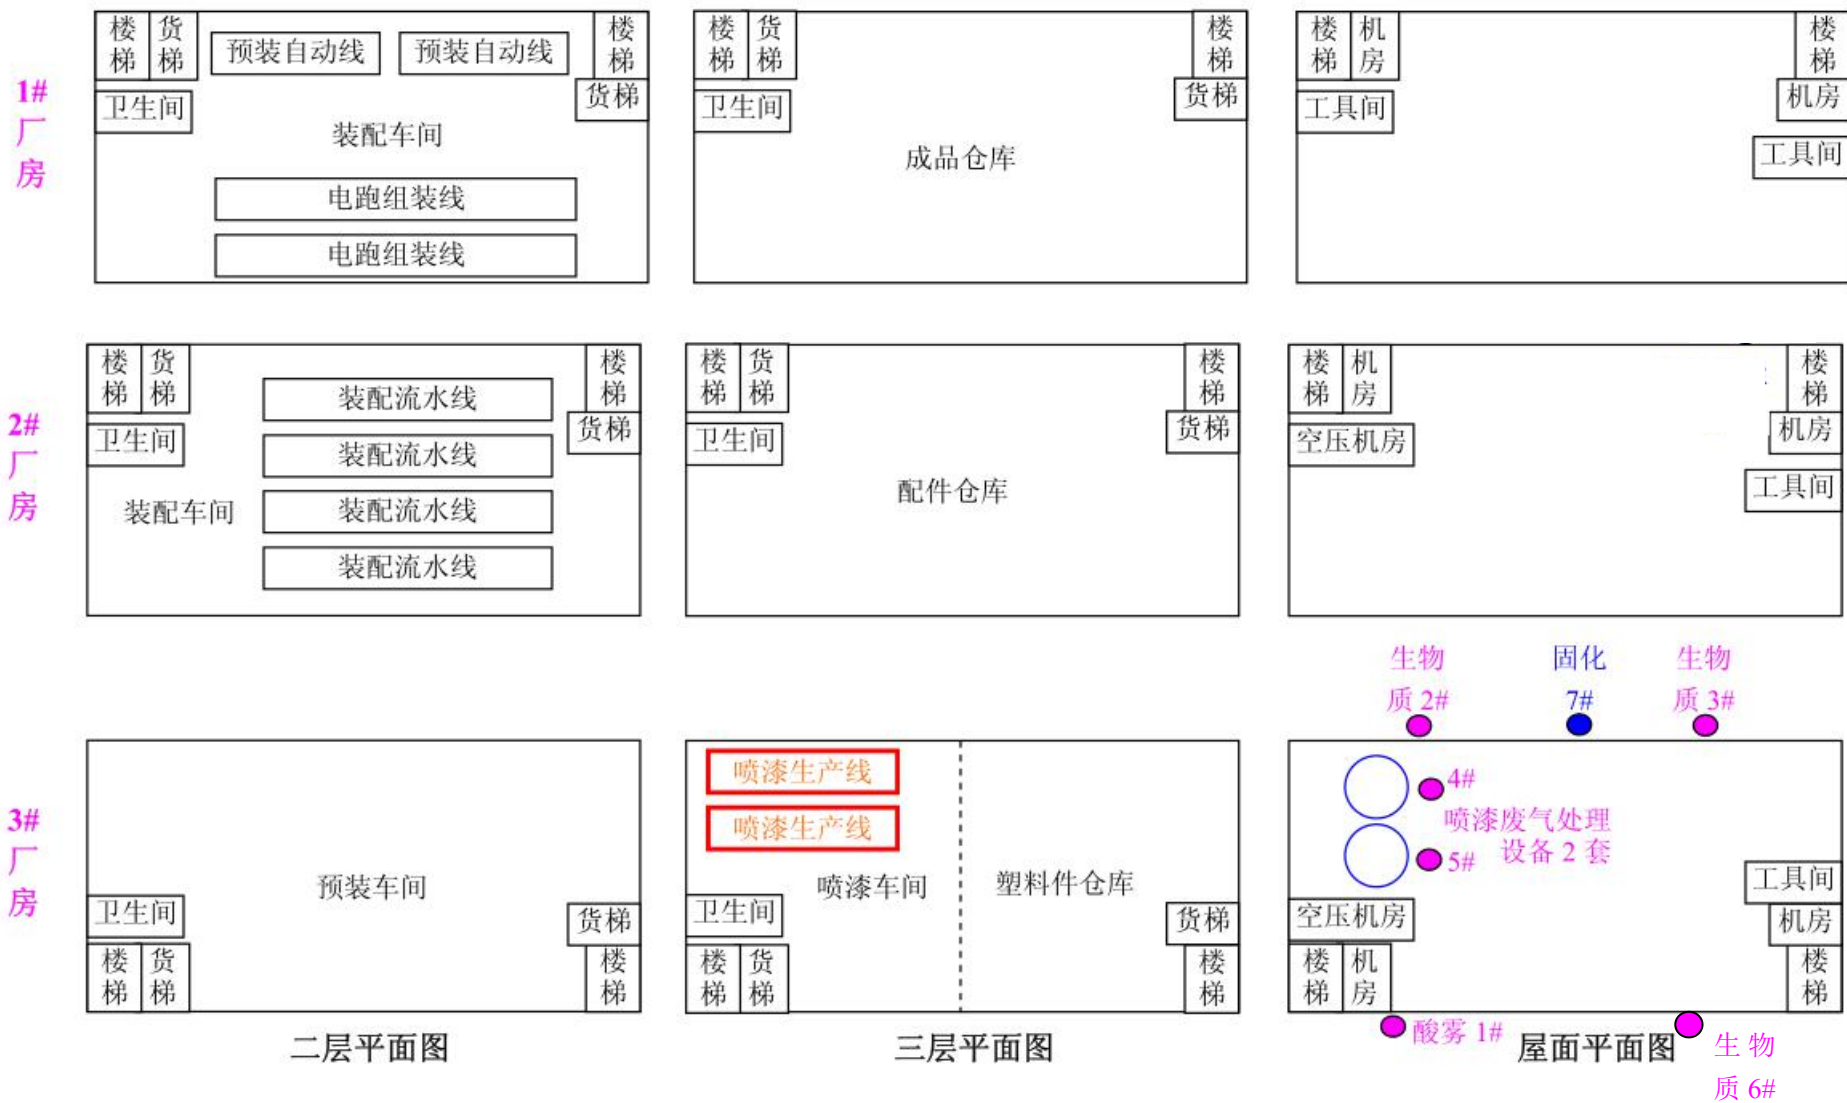 1#
厂
房
楼
梯
货
梯
预装自动线
预装自动线
楼
梯
货梯
卫生间
装配车间
电跑组装线
电跑组装线
楼
梯
货
梯
楼
梯
货梯
卫生间
成品仓库
楼
梯
机
房
楼
梯
机房
工具间
工具间
2#
厂
房
楼
梯
货
梯
装配流水线
楼
梯
货梯
卫生间
装配流水线
装配车间
装配流水线
装配流水线
楼
梯
货
梯
楼
梯
货梯
卫生间
配件仓库
楼
梯
机
房
楼
梯
机房
空压机房
工具间
生物
质 2#
固化
7#
生物
质 3#
3#
厂
房
预装车间
卫生间
货梯
楼
梯
货
梯
楼
梯
喷漆生产线
喷漆生产线
喷漆车间
塑料件仓库
卫生间
货梯
楼
梯
货
梯
楼
梯
4#
喷漆废气处理
5# 设备 2 套
工具间
空压机房
机房
楼
梯
机
房
楼
梯
二层平面图
三层平面图
酸雾 1#
屋面平面图
生 物
质 6#